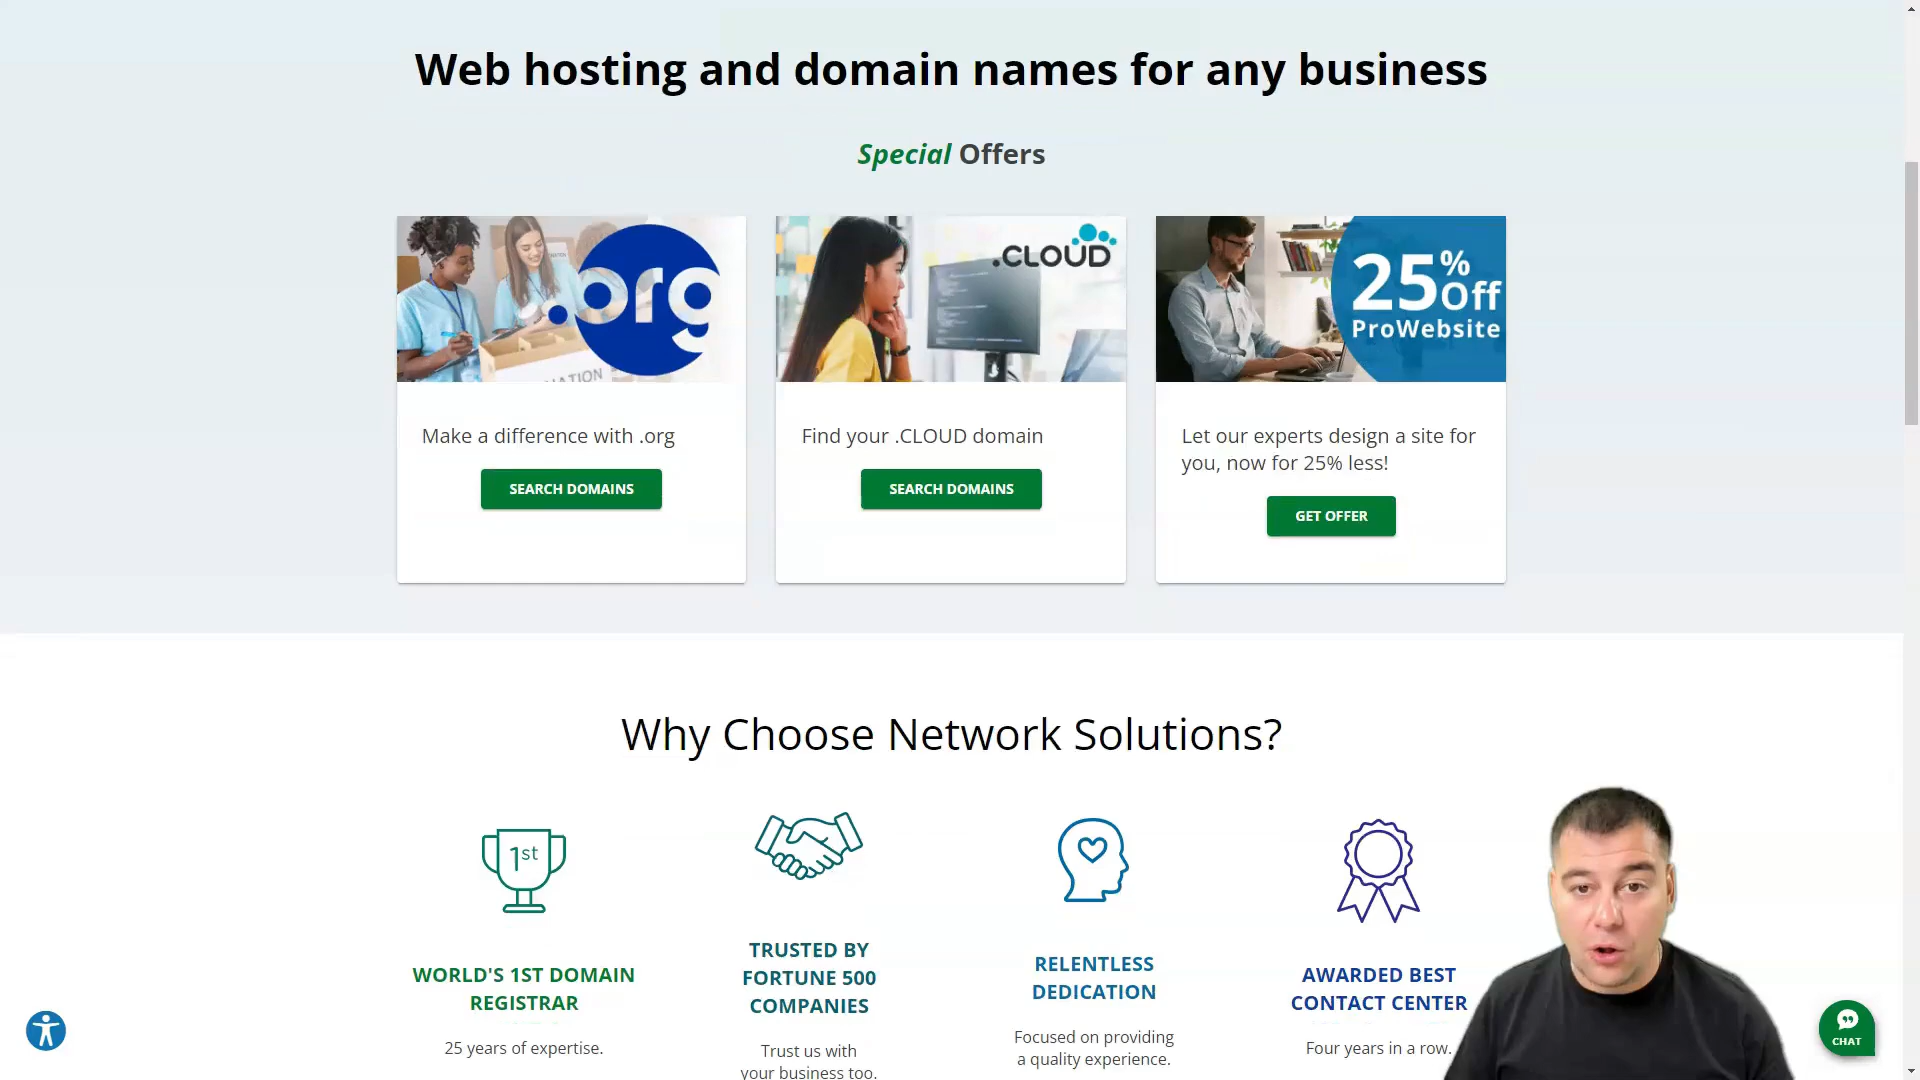 Web hosting and domain names for any business
Special Offers
.org
.CLOUD
25% Off
ProWebsite
Make a difference with .org
SEARCH DOMAINS
Find your .CLOUD domain
SEARCH DOMAINS
Let our experts design a site for
you, now for 25% less!
GET OFFER
Why Choose Network Solutions?
1st
WORLD'S 1ST DOMAIN
REGISTRAR
25 years of expertise.
TRUSTED BY
FORTUNE 500
COMPANIES
Trust us with
your business too.
RELENTLESS
DEDICATION
Focused on providing
a quality experience.
AWARDED BEST
CONTACT CENTER
Four years in a row.
CHAT